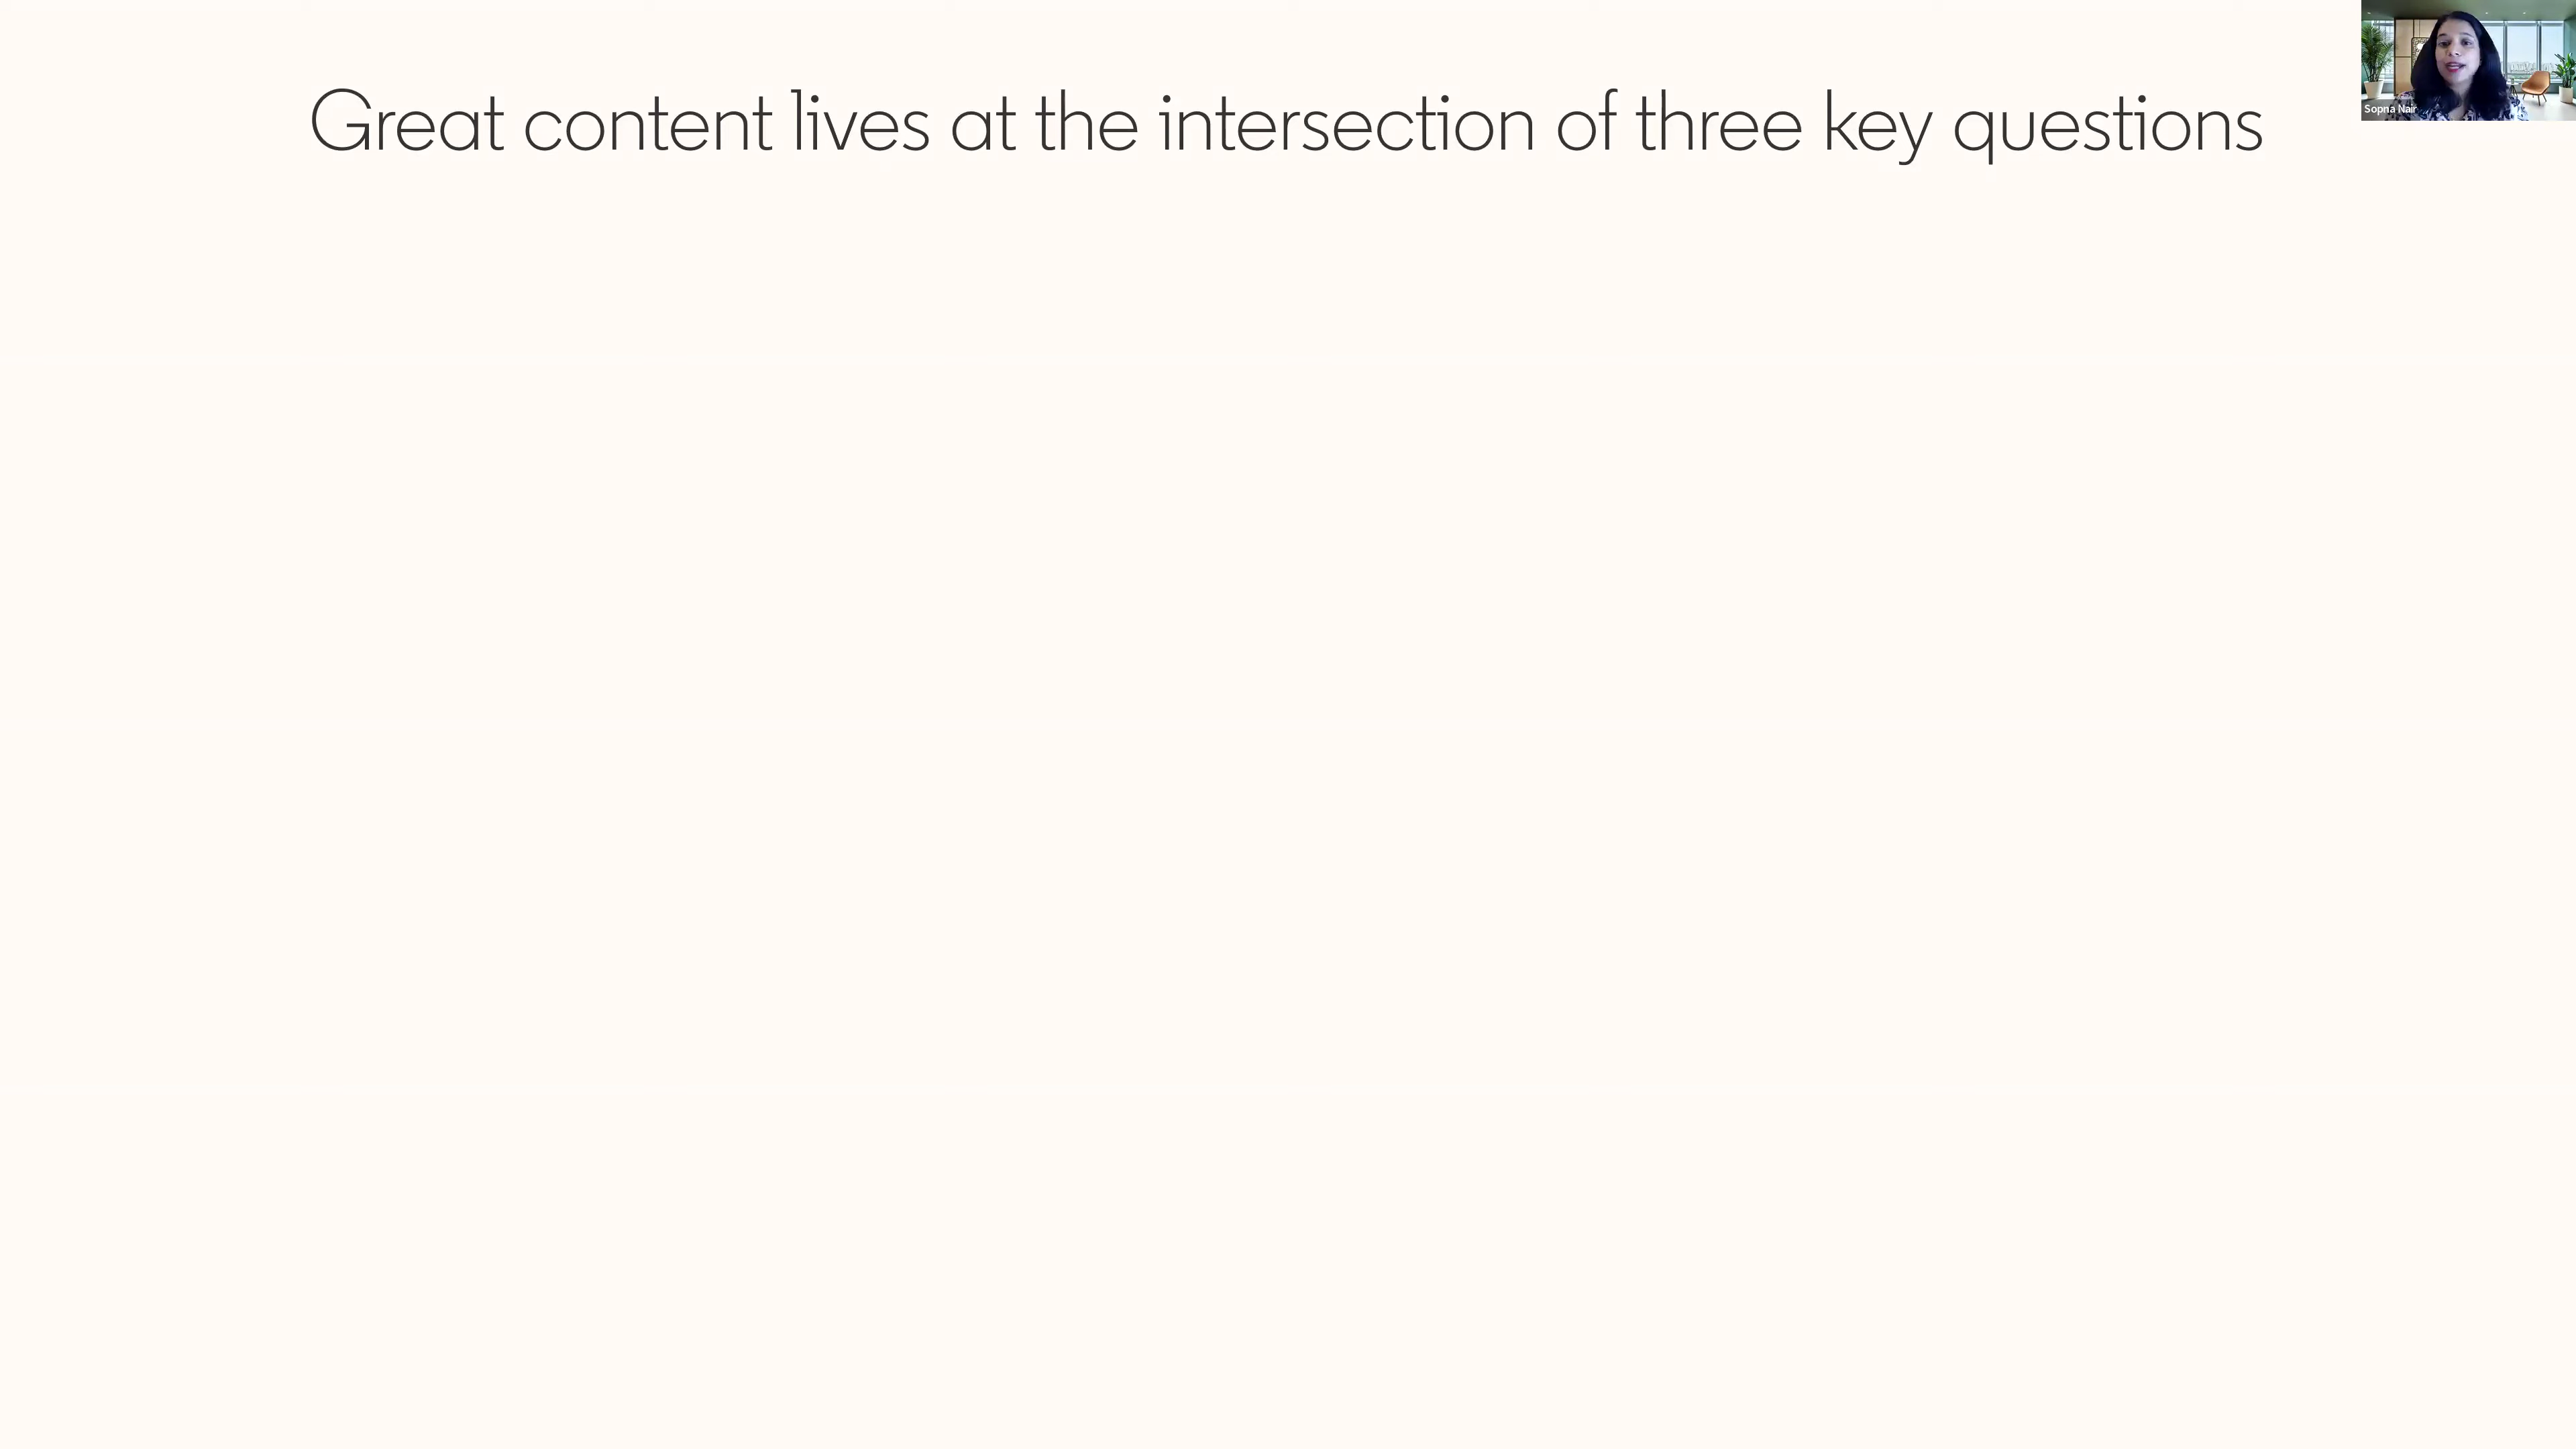 Great content lives at the intersection of three key questions
Sopna Nair